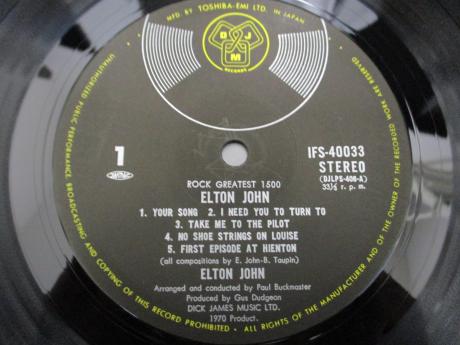 MFD. BY TOSHIBA-EMI LTD. IN JAPAN
D J M
RECORDS
UNAUTHORIZED PUBLIC PERFORMANCE, BROADCASTING AND COPYING OF THIS RECORD PROHIBITED · ALL RIGHTS OF THE MANUFACTURER AND OF THE OWNER OF THE RECORDED WORK ARE RESERVED
1
IFS-40033
STEREO
(DJLPS-406-A)
33⅓ r. p. m.
ROCK GREATEST 1500
ELTON JOHN
1. YOUR SONG 2. I NEED YOU TO TURN TO
3. TAKE ME TO THE PILOT
4. NO SHOE STRINGS ON LOUISE
5. FIRST EPISODE AT HIENTON
(all compositions by E. John-B. Taupin)
ELTON JOHN
Arranged and conducted by Paul Buckmaster
Produced by Gus Dudgeon
DICK JAMES MUSIC LTD.
1970 Product.